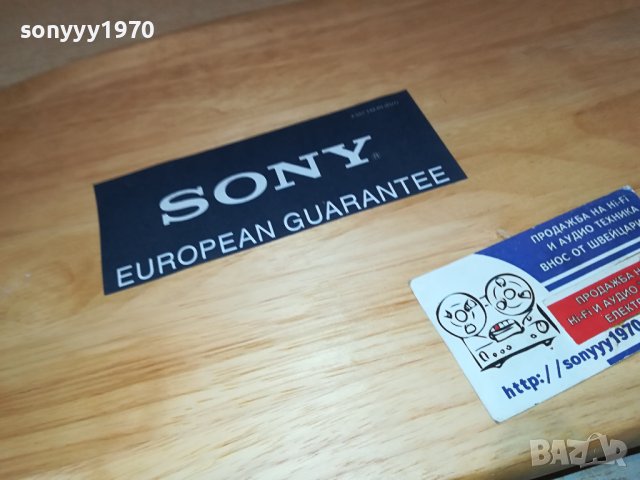 sonyyy1970
SONY
EUROPEAN GUARANTEE
ПРОДАЖБА НА Hi-Fi
И АУДИО ТЕХНИКА
ВНОС ОТ ШВЕЙЦАРИ
ПРОДАЖБА Н
Hi-Fi И АУДИО
ЕЛЕКТ
http://sonyyy1970
BAZAR
bg